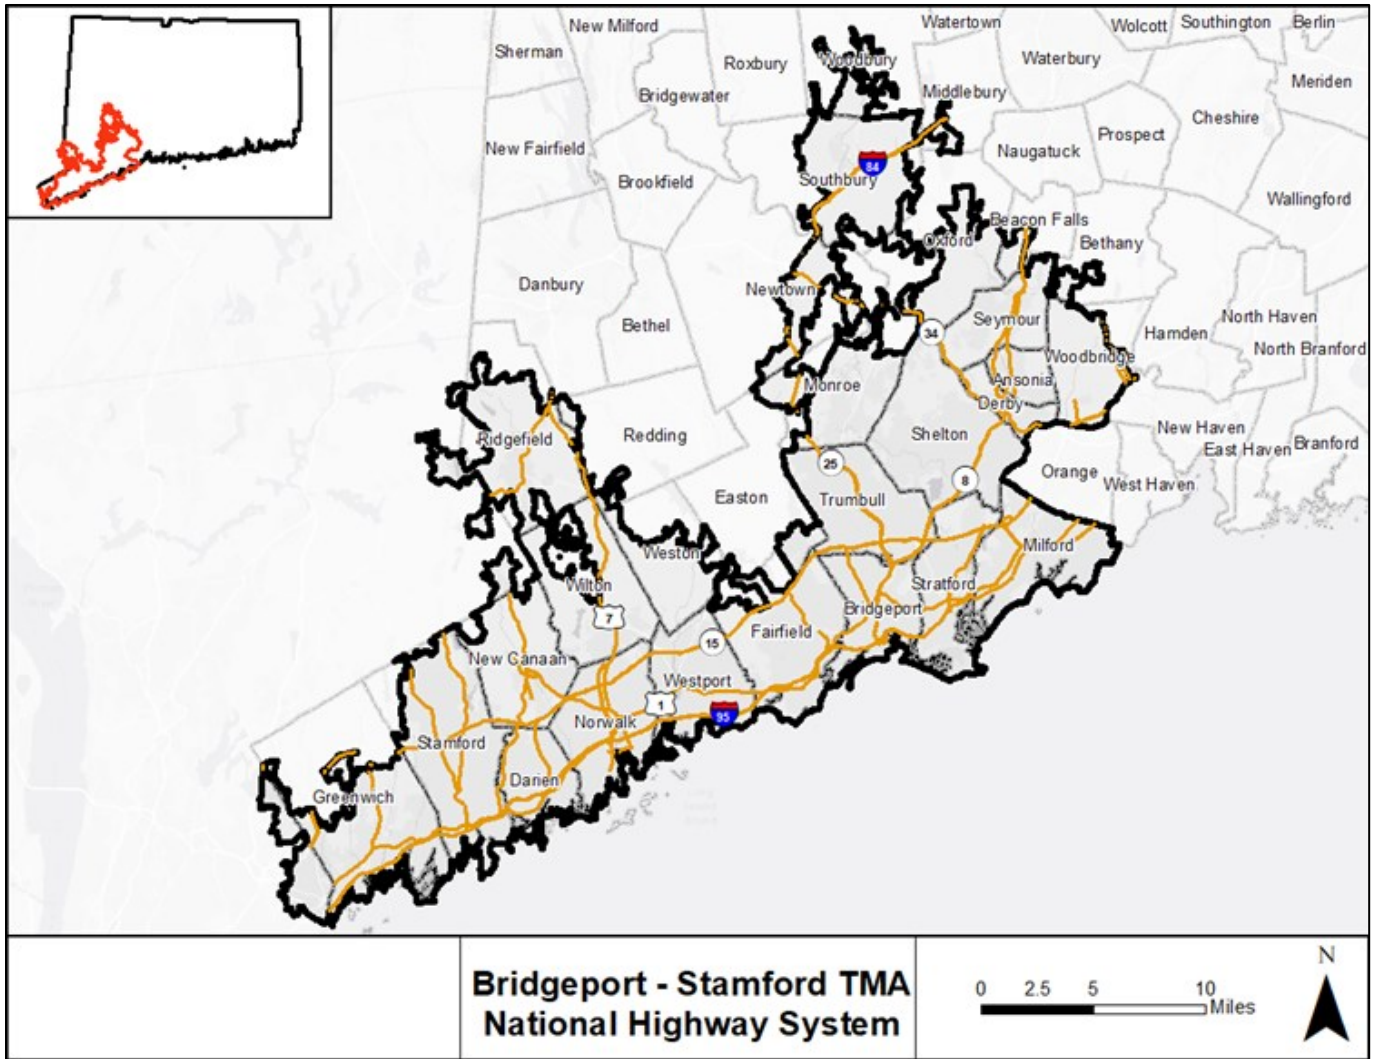 New Milford
Watertown
Wolcott
Southington
Berlin
Sherman
Roxbury
Woodbury
Waterbury
Meriden
Bridgewater
Middlebury
Cheshire
Prospect
New Fairfield
Naugatuck
84
Brookfield
Southbury
Wallingford
Beacon Falls
Oxford
Bethany
Danbury
Newtown
Bethel
Seymour
North Haven
34
Hamden
North Branford
Woodbridge
Monroe
Ansonia
Derby
Ridgefield
Redding
Shelton
New Haven
East Haven
Branford
25
8
Orange
West Haven
Easton
Trumbull
Weston
Milford
Wilton
Stratford
7
Bridgeport
Fairfield
15
New Canaan
Westport
1
95
Norwalk
Stamford
Darien
Greenwich
Bridgeport - Stamford TMA
National Highway System
N
0 2.5 5 10
Miles